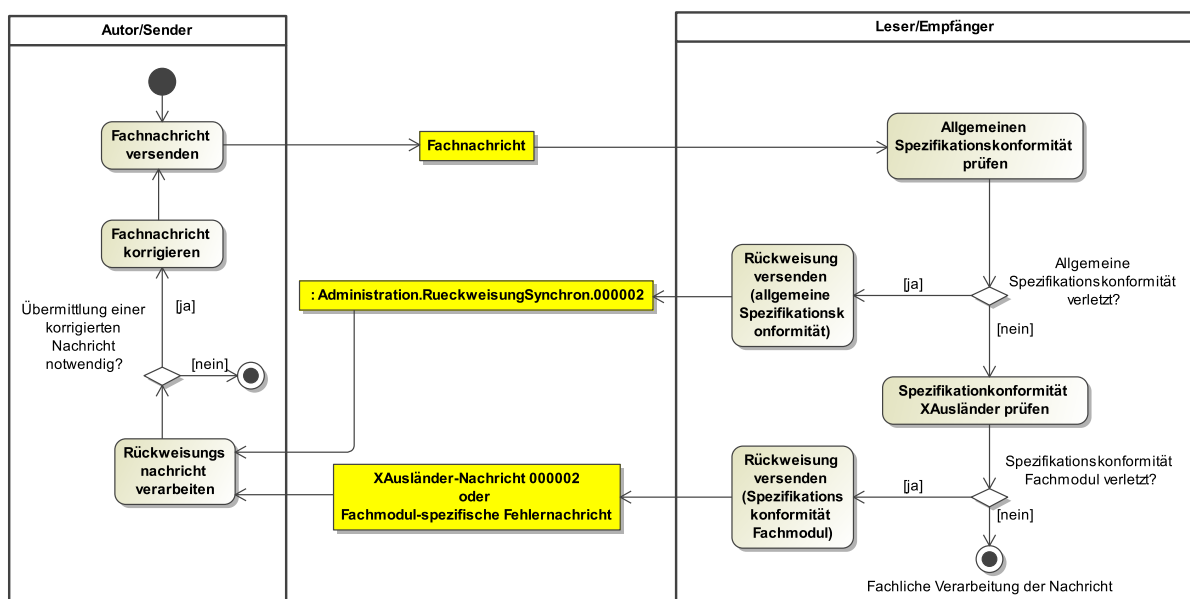 Autor/Sender
Leser/Empfänger
Fachnachricht
versenden
Fachnachricht
Allgemeinen
Spezifikationskonformität
prüfen
Fachnachricht
korrigieren
Rückweisung
versenden
(allgemeine
Spezifikationsk
onformität)
Allgemeine
Spezifikationskonformität
verletzt?
[ja]
: Administration.RueckweisungSynchron.000002
[ja]
Übermittlung einer
korrigierten
Nachricht
notwendig?
[nein]
[nein]
Spezifikationkonformität
XAusländer prüfen
Rückweisungs
nachricht
verarbeiten
XAusländer-Nachricht 000002
oder
Fachmodul-spezifische Fehlernachricht
Rückweisung
versenden
(Spezifikations
konformität
Fachmodul)
[ja]
Spezifikationskonformität
Fachmodul verletzt?
[nein]
Fachliche Verarbeitung der Nachricht